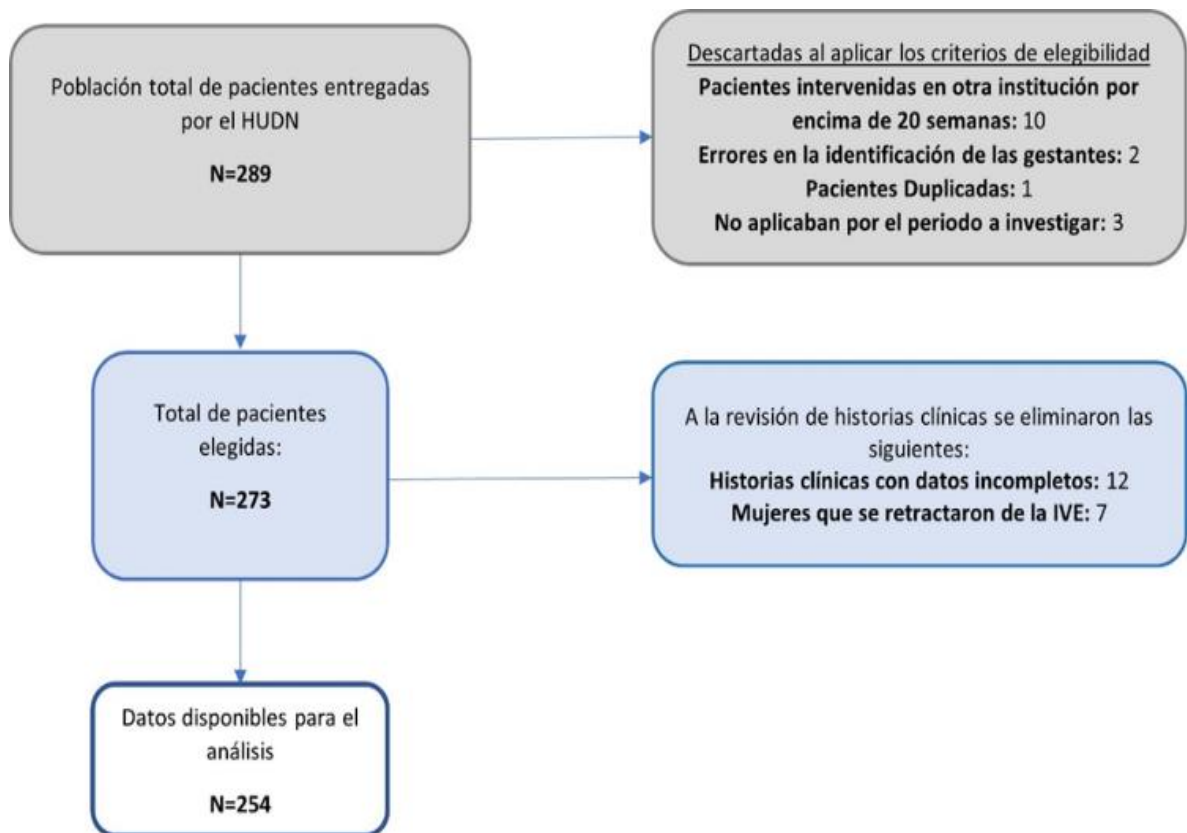 Población total de pacientes entregadas
por el HUDN
N=289
Descartadas al aplicar los criterios de elegibilidad
Pacientes intervenidas en otra institución por
encima de 20 semanas: 10
Errores en la identificación de las gestantes: 2
Pacientes Duplicadas: 1
No aplicaban por el periodo a investigar: 3
Total de pacientes
elegidas:
N=273
A la revisión de historias clínicas se eliminaron las
siguientes:
Historias clínicas con datos incompletos: 12
Mujeres que se retractaron de la IVE: 7
Datos disponibles para el
análisis
N=254